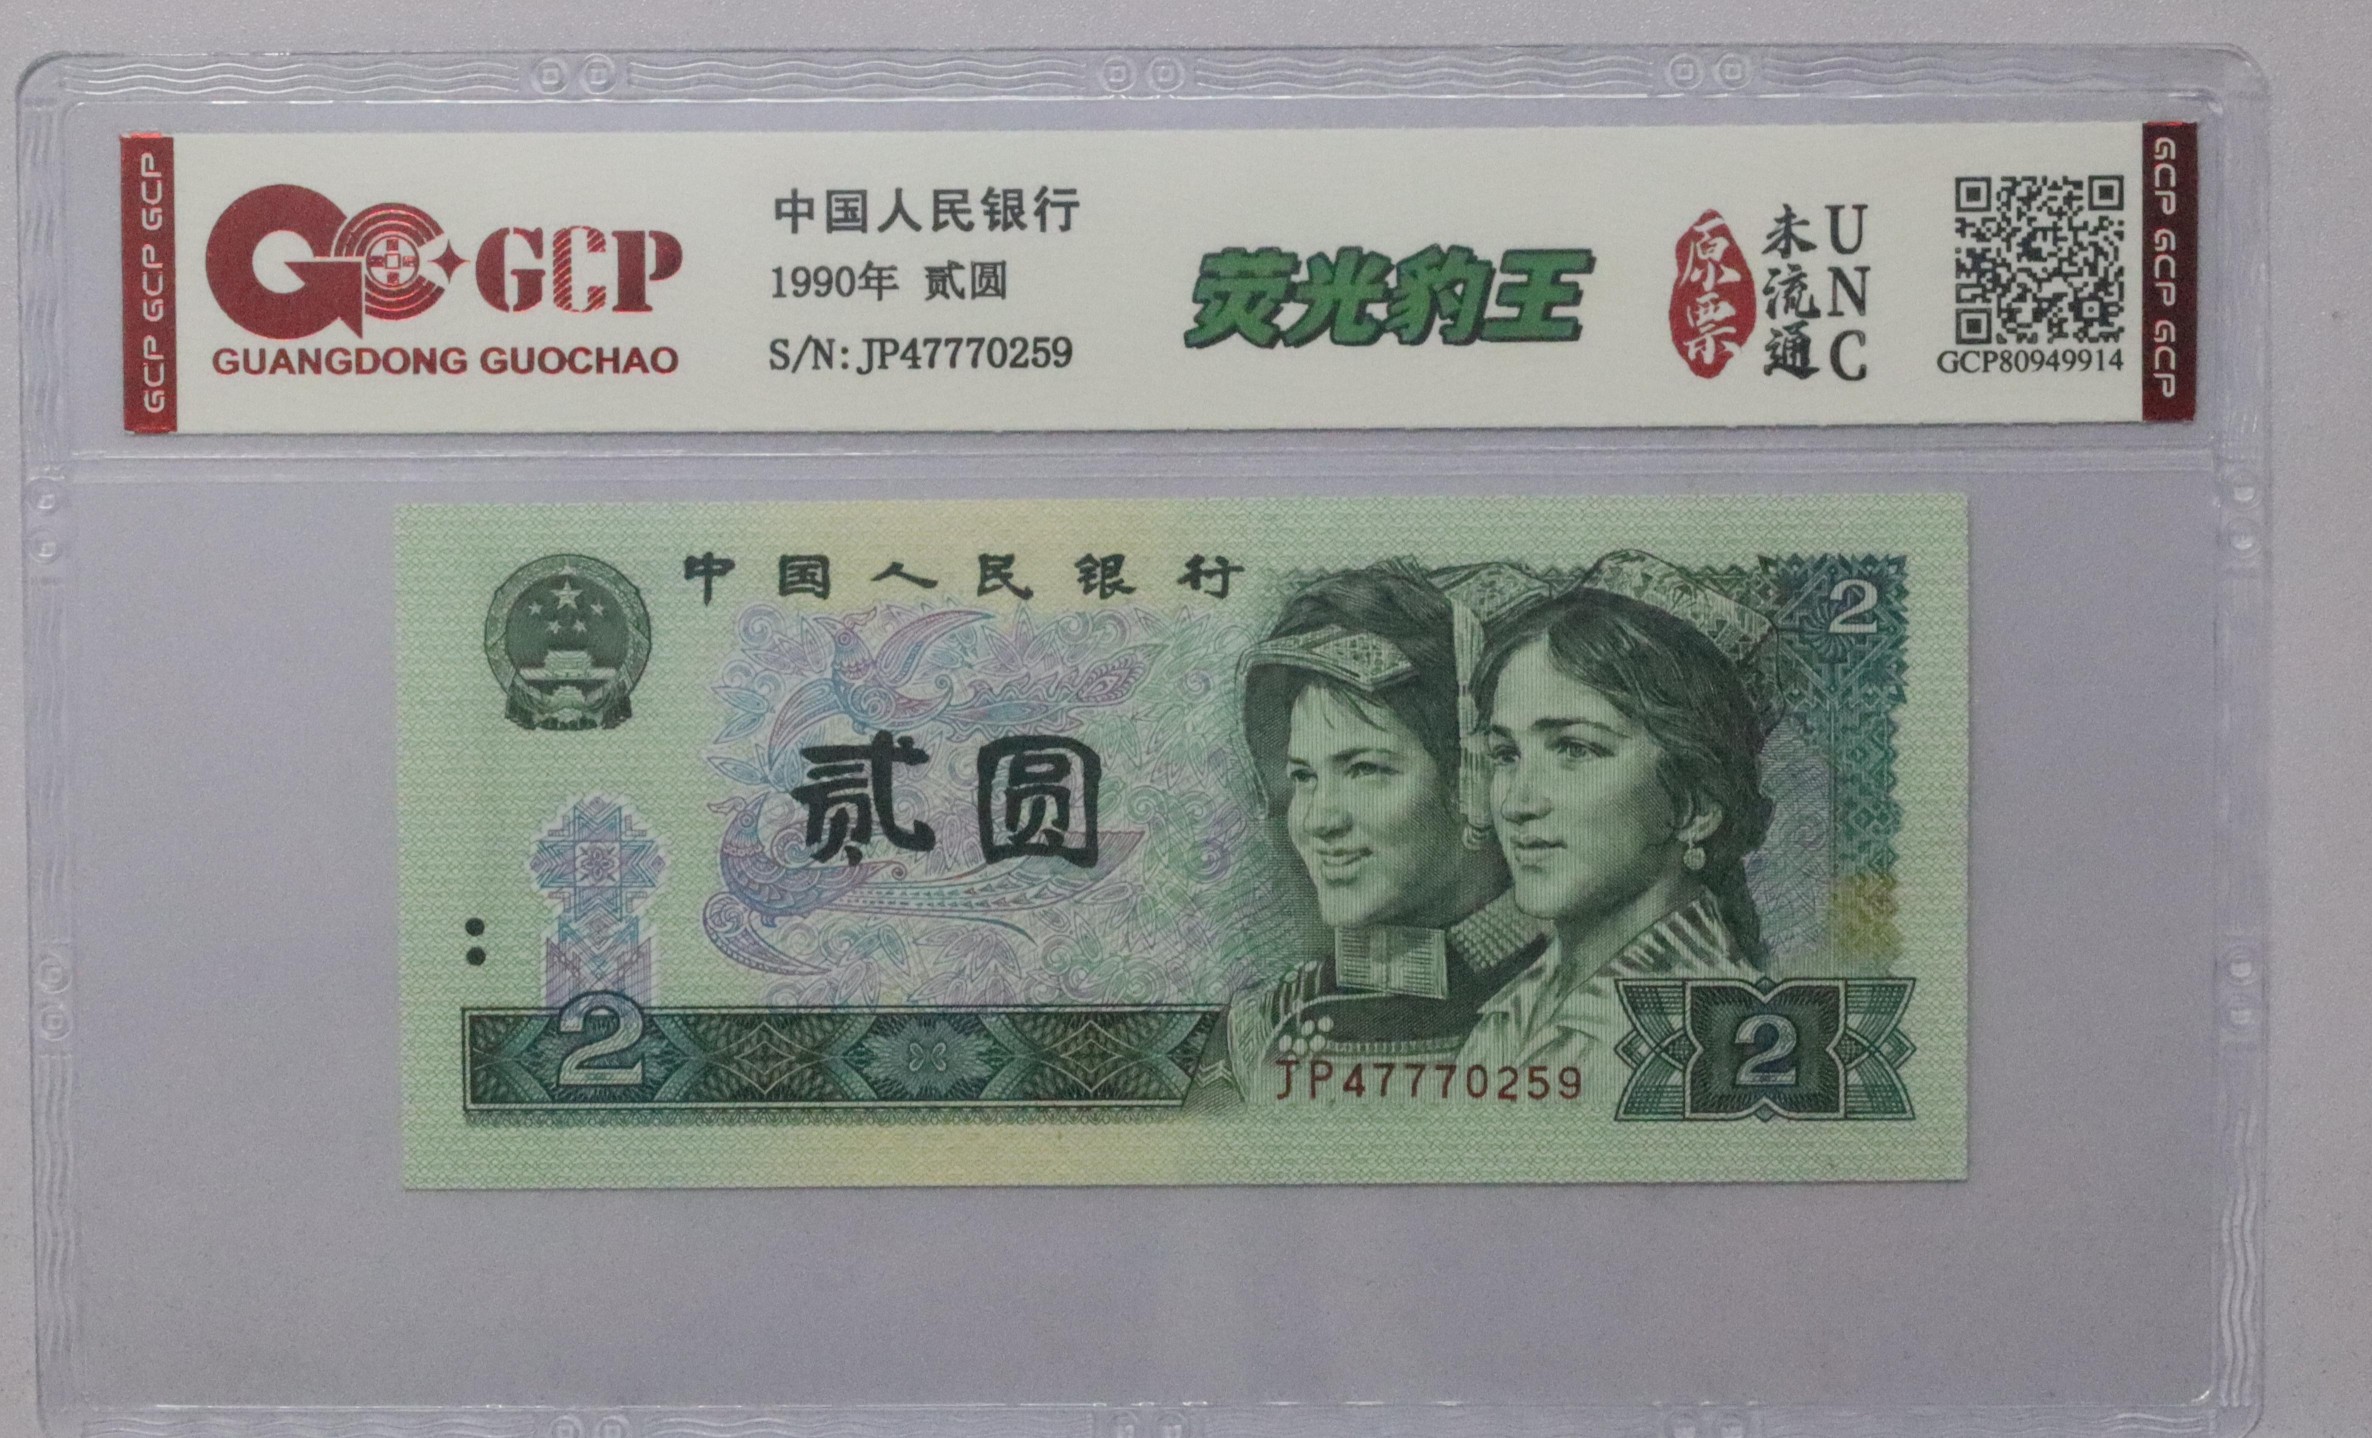 GCP GCP GCP
GCP
GUANGDONG GUOCHAO
中国人民银行
1990年 贰圆
S/N: JP47770259
荧光豹王
原票
未流通
UNC
GCP80949914
GCP GCP GCP
中国人民银行
2
贰圆
2
JP47770259
2